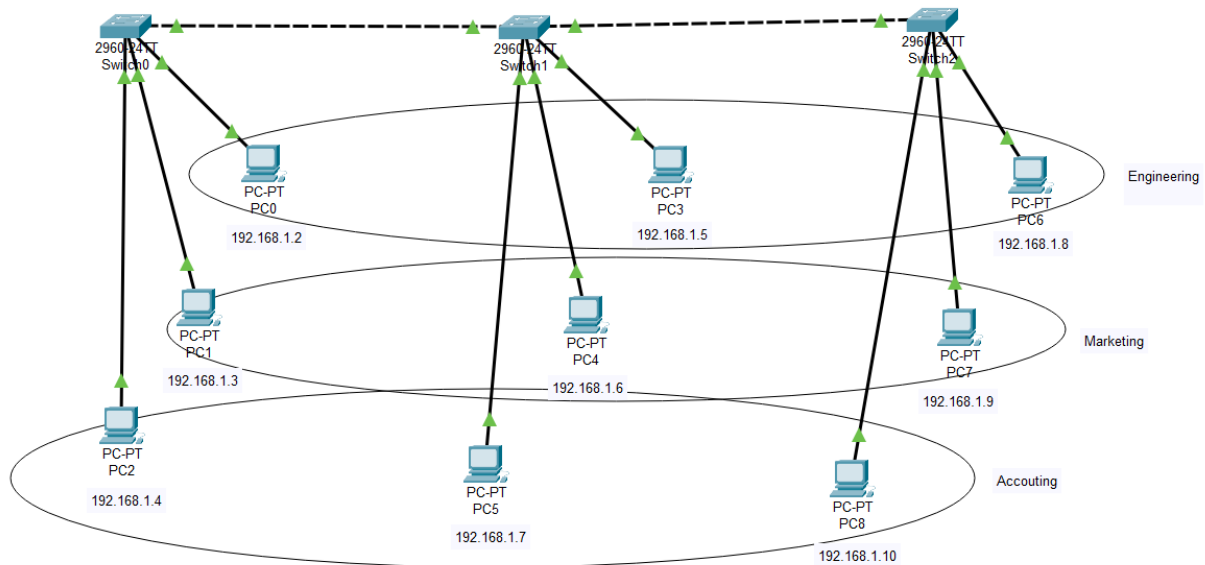 2960-24TT
Switch0
2960-24TT
Switch1
2960-24TT
Switch2
PC-PT
PC0
192.168.1.2
PC-PT
PC3
192.168.1.5
PC-PT
PC6
192.168.1.8
Engineering
PC-PT
PC1
192.168.1.3
PC-PT
PC4
192.168.1.6
PC-PT
PC7
192.168.1.9
Marketing
PC-PT
PC2
192.168.1.4
PC-PT
PC5
192.168.1.7
PC-PT
PC8
192.168.1.10
Accouting